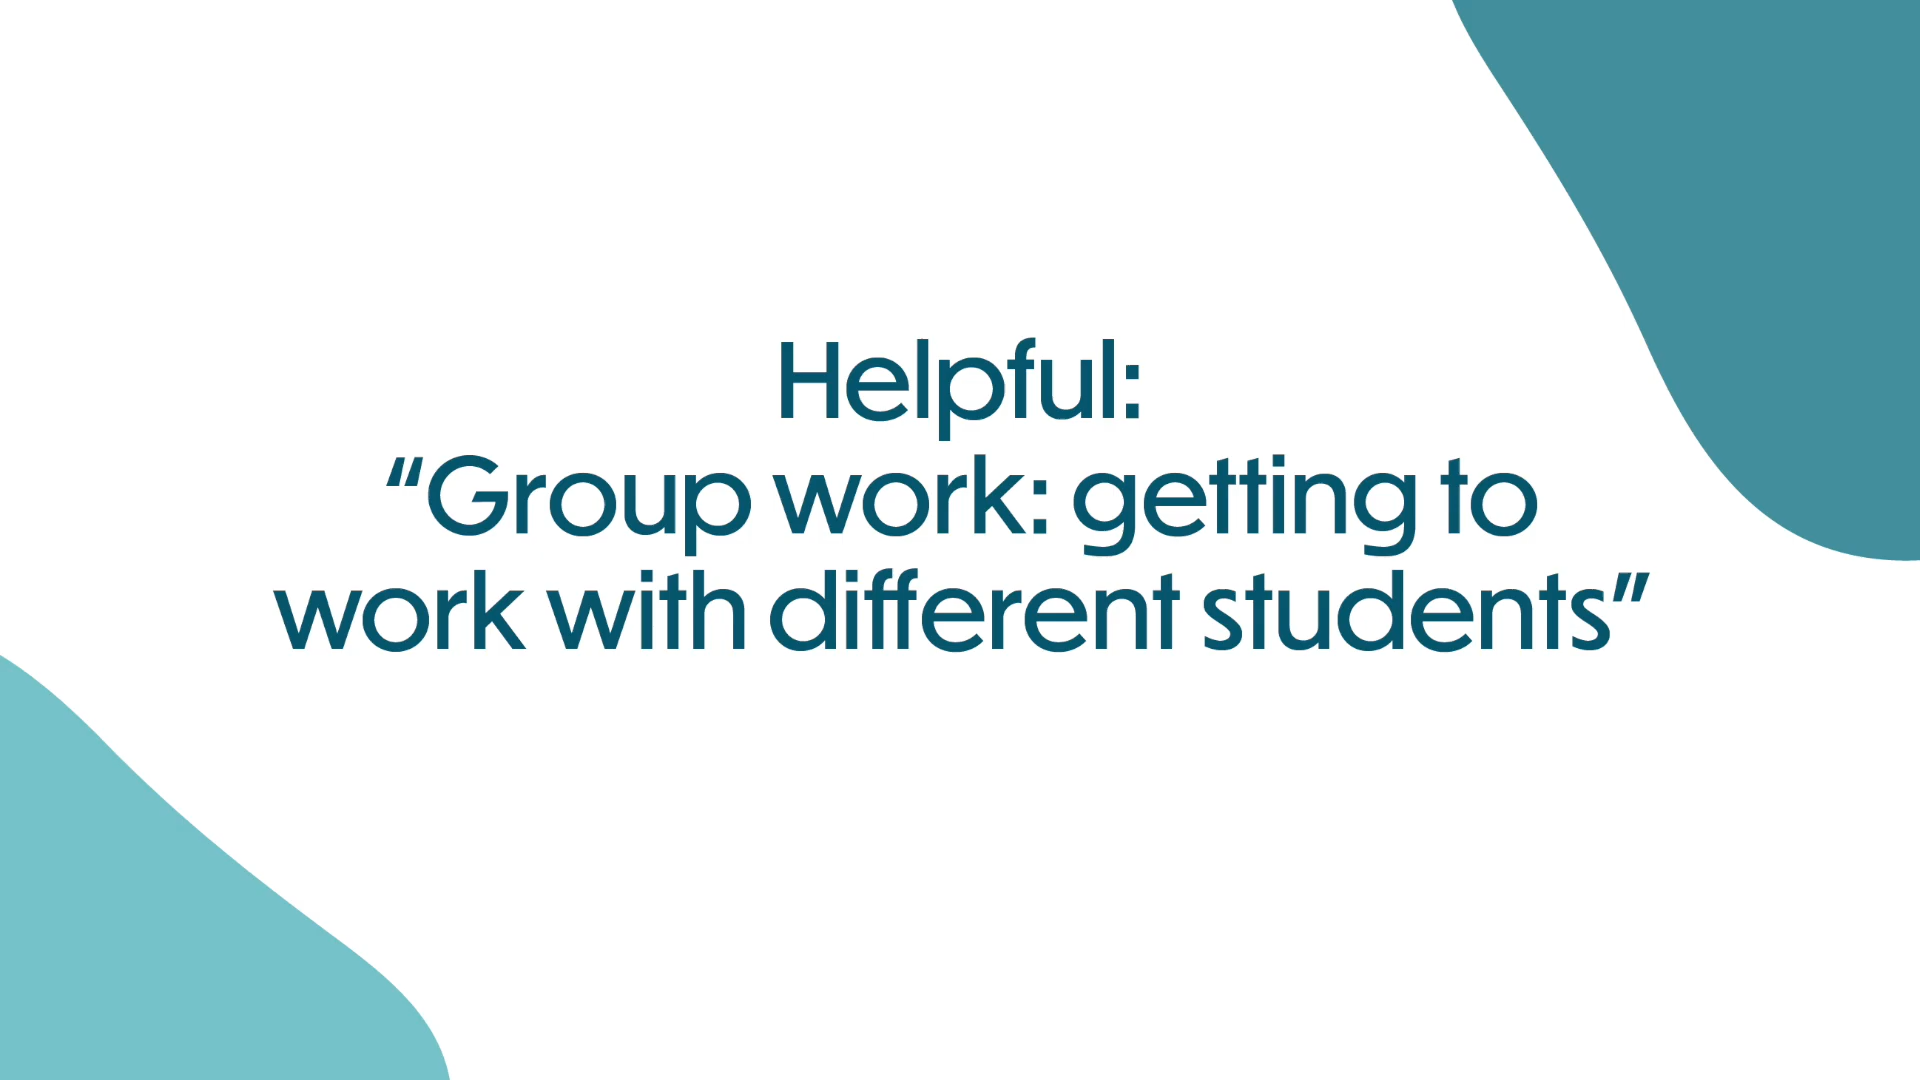 Helpful:
“Group work: getting to
work with different students”